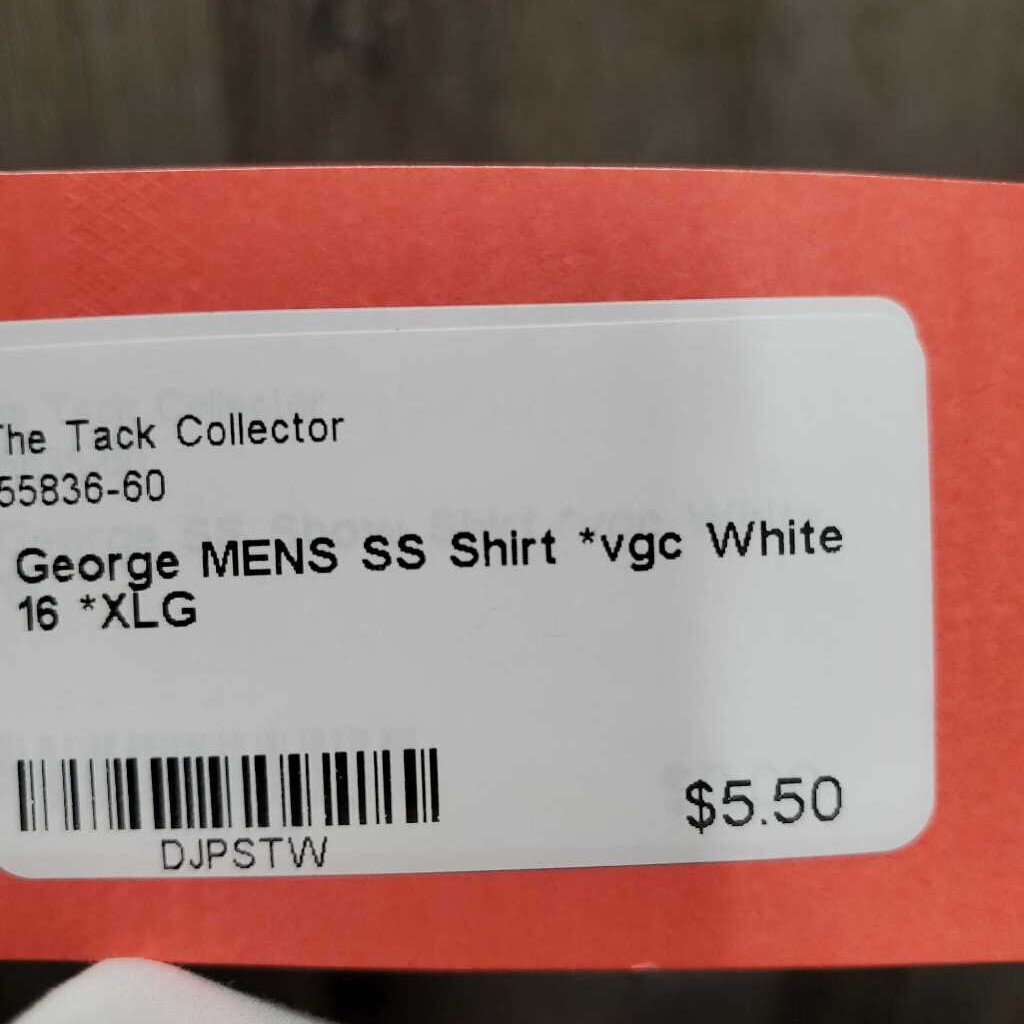 The Tack Collector
55836-60
George MENS SS Shirt *vgc White
16 *XLG
DJPSTW
$5.50